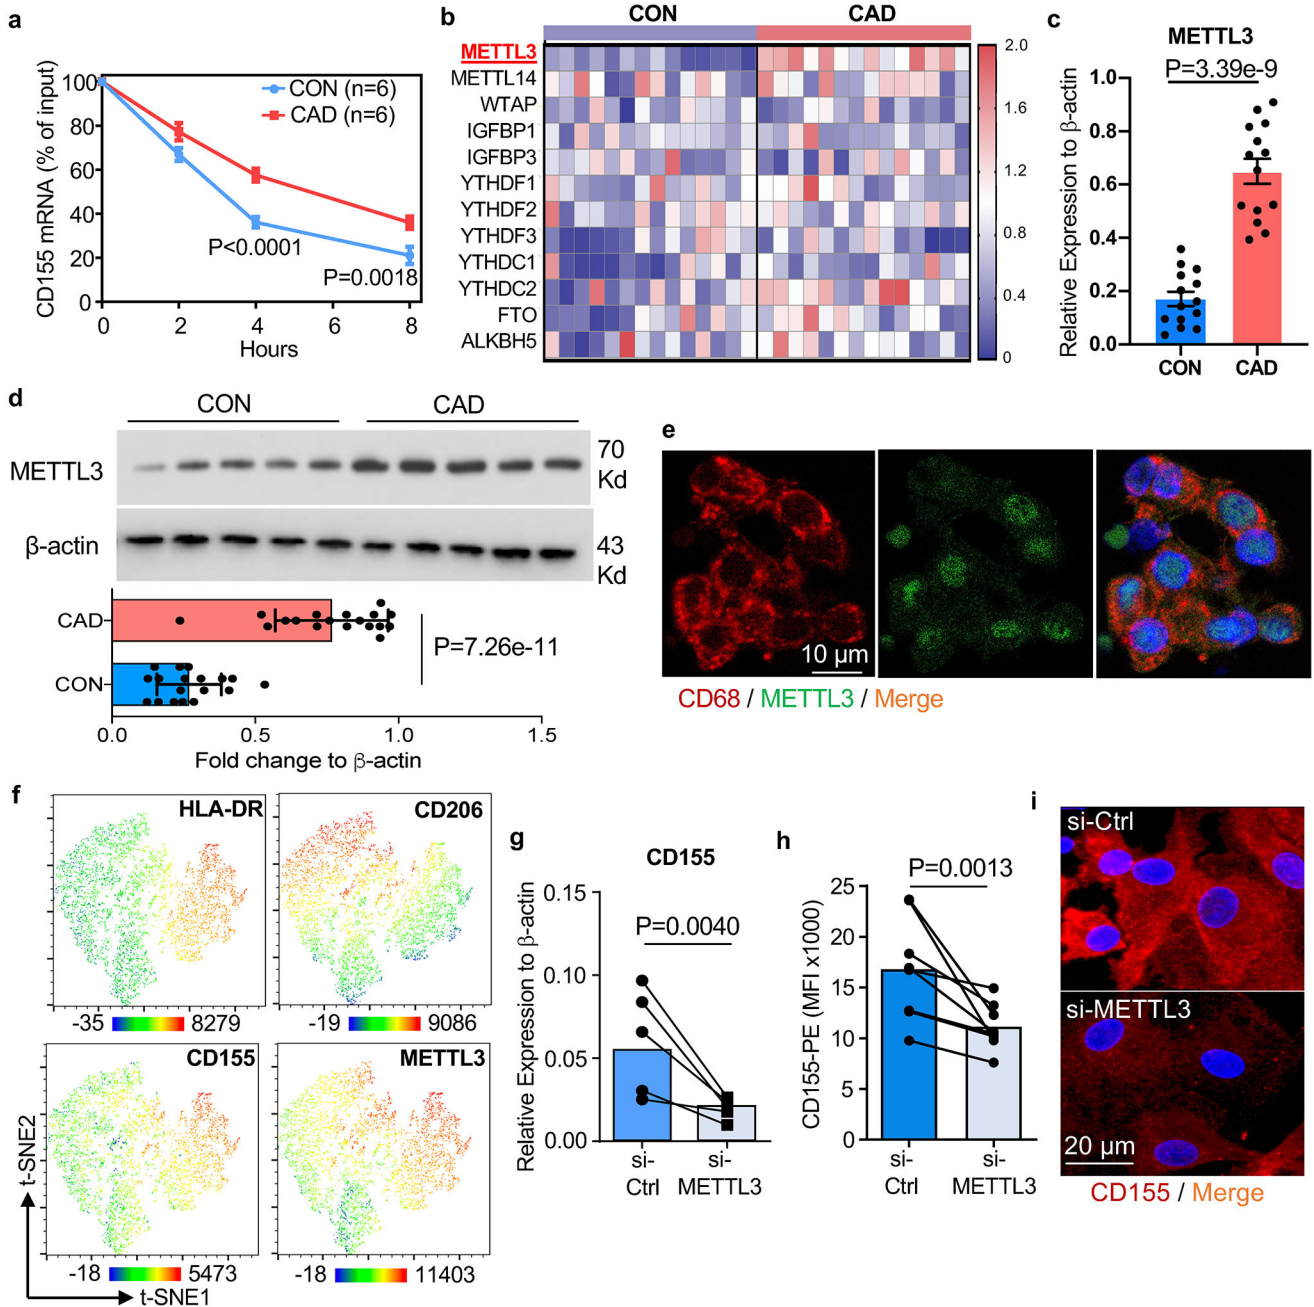 a
CD155 mRNA (% of input)
100
80
60
40
20
0
CON (n=6)
CAD (n=6)
P<0.0001
P=0.0018
0 2 4 6 8
Hours
b
CON CAD
METTL3
METTL14
WTAP
IGFBP1
IGFBP3
YTHDF1
YTHDF2
YTHDF3
YTHDC1
YTHDC2
FTO
ALKBH5
2.0
1.6
1.2
0.8
0.4
0
c
METTL3
P=3.39e-9
Relative Expression to β-actin
1.0
0.8
0.6
0.4
0.2
0.0
CON CAD
d
CON CAD
METTL3
70
Kd
β-actin
43
Kd
CAD
CON
P=7.26e-11
0.0 0.5 1.0 1.5
Fold change to β-actin
e
10 µm
CD68 / METTL3 / Merge
f
HLA-DR
-35 8279
CD206
-19 9086
CD155
-18 5473
METTL3
-18 11403
t-SNE2
t-SNE1
g
CD155
P=0.0040
Relative Expression to β-actin
0.15
0.10
0.05
0.00
si- si-
Ctrl METTL3
h
P=0.0013
CD155-PE (MFI x1000)
25
20
15
10
5
0
si- si-
Ctrl METTL3
i
si-Ctrl
si-METTL3
20 µm
CD155 / Merge